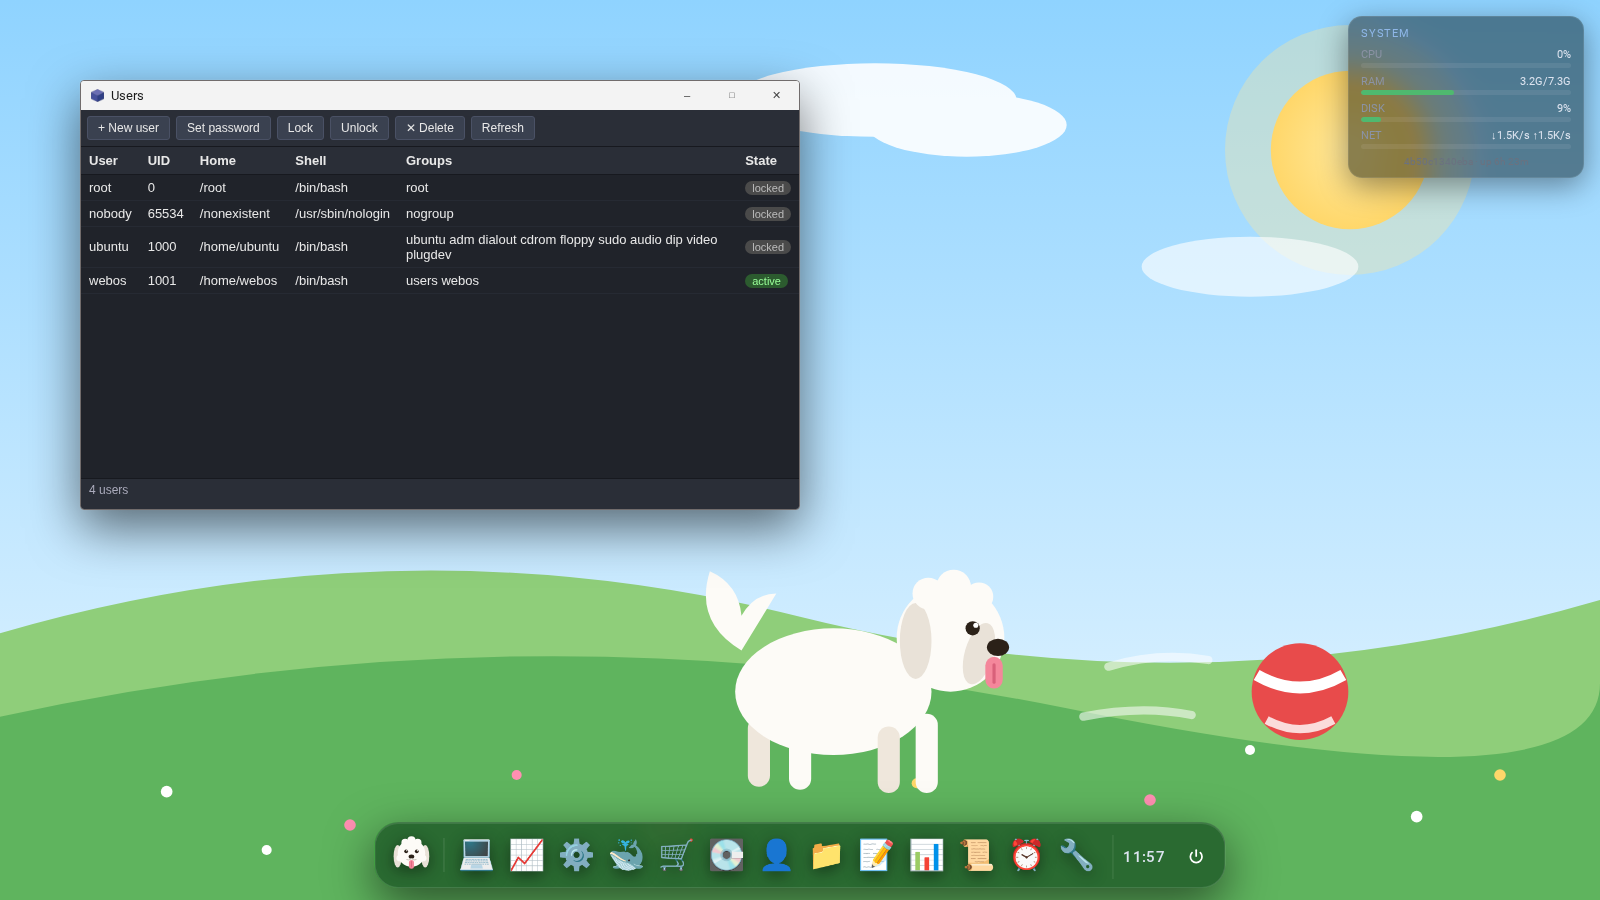 Users
+ New user Set password Lock Unlock ✕ Delete Refresh
User UID Home Shell Groups State
root 0 /root /bin/bash root locked
nobody 65534 /nonexistent /usr/sbin/nologin nogroup locked
ubuntu 1000 /home/ubuntu /bin/bash ubuntu adm dialout cdrom floppy sudo audio dip video plugdev locked
webos 1001 /home/webos /bin/bash users webos active
4 users
SYSTEM
CPU 0%
RAM 3.2G/7.3G
DISK 9%
NET ↓1.5K/s ↑1.5K/s
11:57